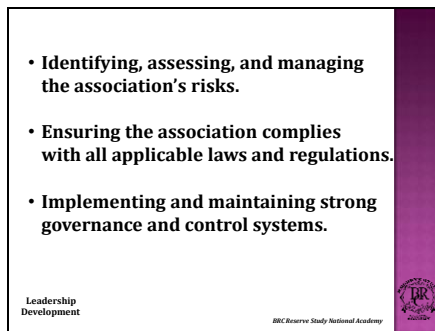 • Identifying, assessing, and managing
the association's risks.
• Ensuring the association complies
with all applicable laws and regulations.
• Implementing and maintaining strong
governance and control systems.
Leadership
Development
BRC Reserve Study National Academy
BRC